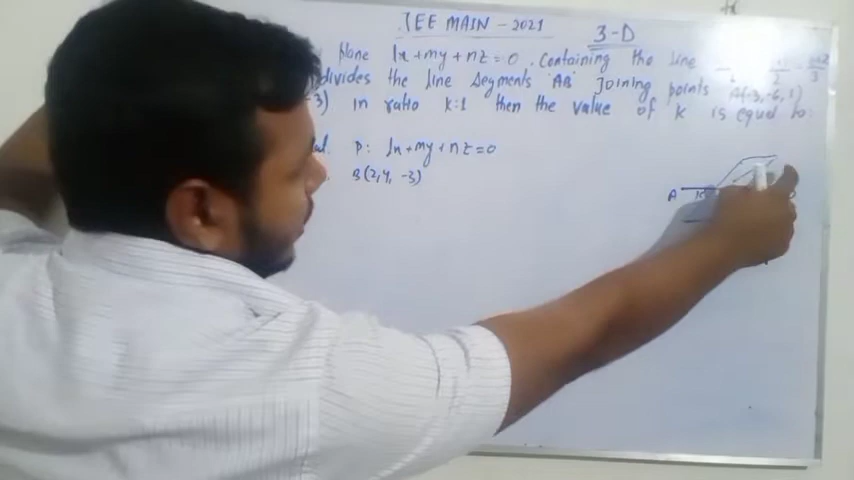 JEE MAIN - 2021 3-D
plane lx+my+nz=0. Containing the line
divides the line Segments AB Joining points A(-3,-6, 1)
3) in ratio K:1 then the value of K is equal to:
P: lx+my+nz=0
B(2,4, -3)
A